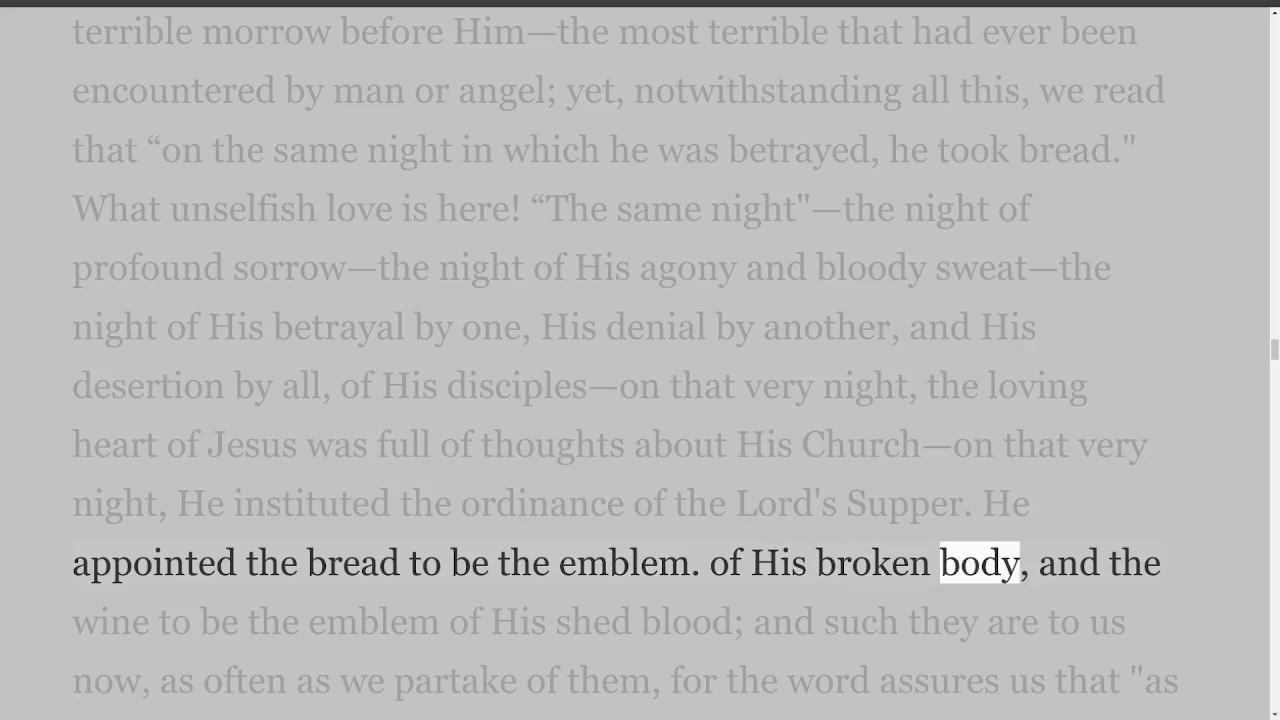 terrible morrow before Him—the most terrible that had ever been
encountered by man or angel; yet, notwithstanding all this, we read
that “on the same night in which he was betrayed, he took bread."
What unselfish love is here! “The same night"—the night of
profound sorrow—the night of His agony and bloody sweat—the
night of His betrayal by one, His denial by another, and His
desertion by all, of His disciples—on that very night, the loving
heart of Jesus was full of thoughts about His Church—on that very
night, He instituted the ordinance of the Lord's Supper. He
appointed the bread to be the emblem. of His broken body, and the
wine to be the emblem of His shed blood; and such they are to us
now, as often as we partake of them, for the word assures us that "as